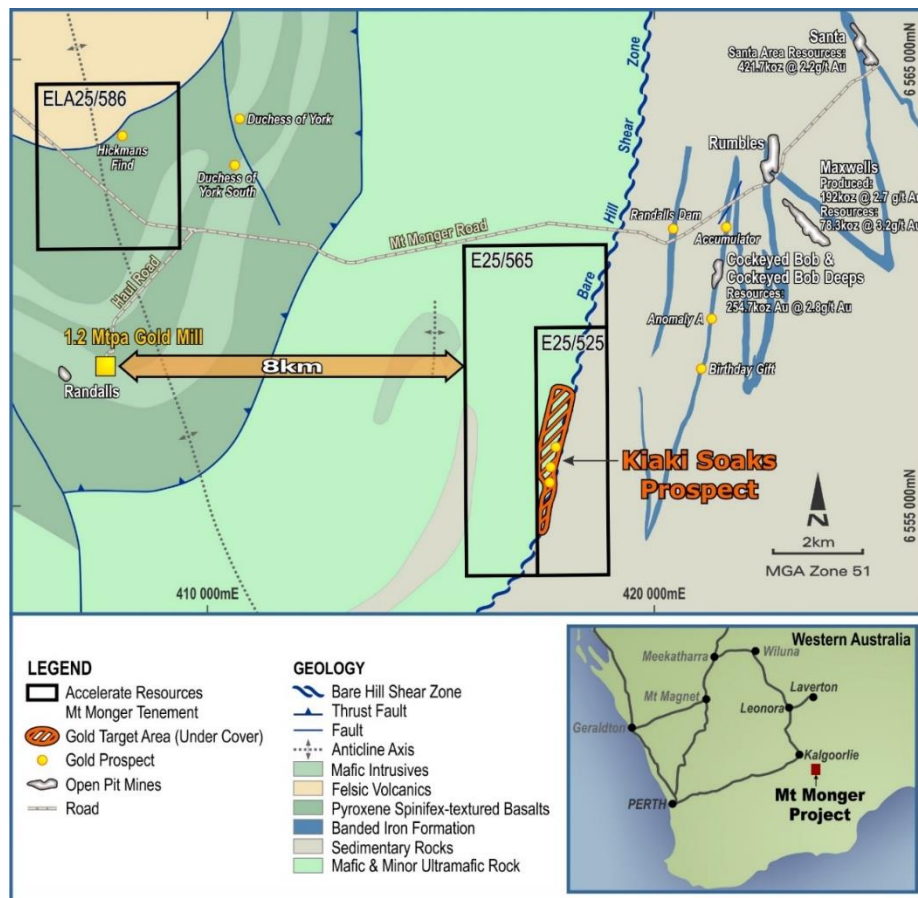 Santa
Santa Area Resources:
421.7koz @ 2.2g/t Au
6 565 000mN
ELA25/586
Zone
Shear
Hill
Bare
Duchess of York
Hickmans
Find
Duchess of
York South
Rumbles
Maxwells
Produced:
192koz @ 2.7 g/t Au
Resources:
78.3koz @ 3.2g/t Au
Randalls Dam
Accumulator
Mt Monger Road
Haul Road
E25/565
Cockeyed Bob &
Cockeyed Bob Deeps
Resources:
254.7koz Au @ 2.8g/t Au
Anomaly A
1.2 Mtpa Gold Mill
E25/525
8km
Birthday Gift
Randalls
Kiaki Soaks
Prospect
N
2km
MGA Zone 51
6 555 000mN
410 000mE
420 000mE
LEGEND
Accelerate Resources
Mt Monger Tenement
Gold Target Area (Under Cover)
Gold Prospect
Open Pit Mines
Road
GEOLOGY
Bare Hill Shear Zone
Thrust Fault
Fault
Anticline Axis
Mafic Intrusives
Felsic Volcanics
Pyroxene Spinifex-textured Basalts
Banded Iron Formation
Sedimentary Rocks
Mafic & Minor Ultramafic Rock
Western Australia
Meekatharra
Wiluna
Mt Magnet
Laverton
Leonora
Geraldton
Kalgoorlie
PERTH
Mt Monger
Project